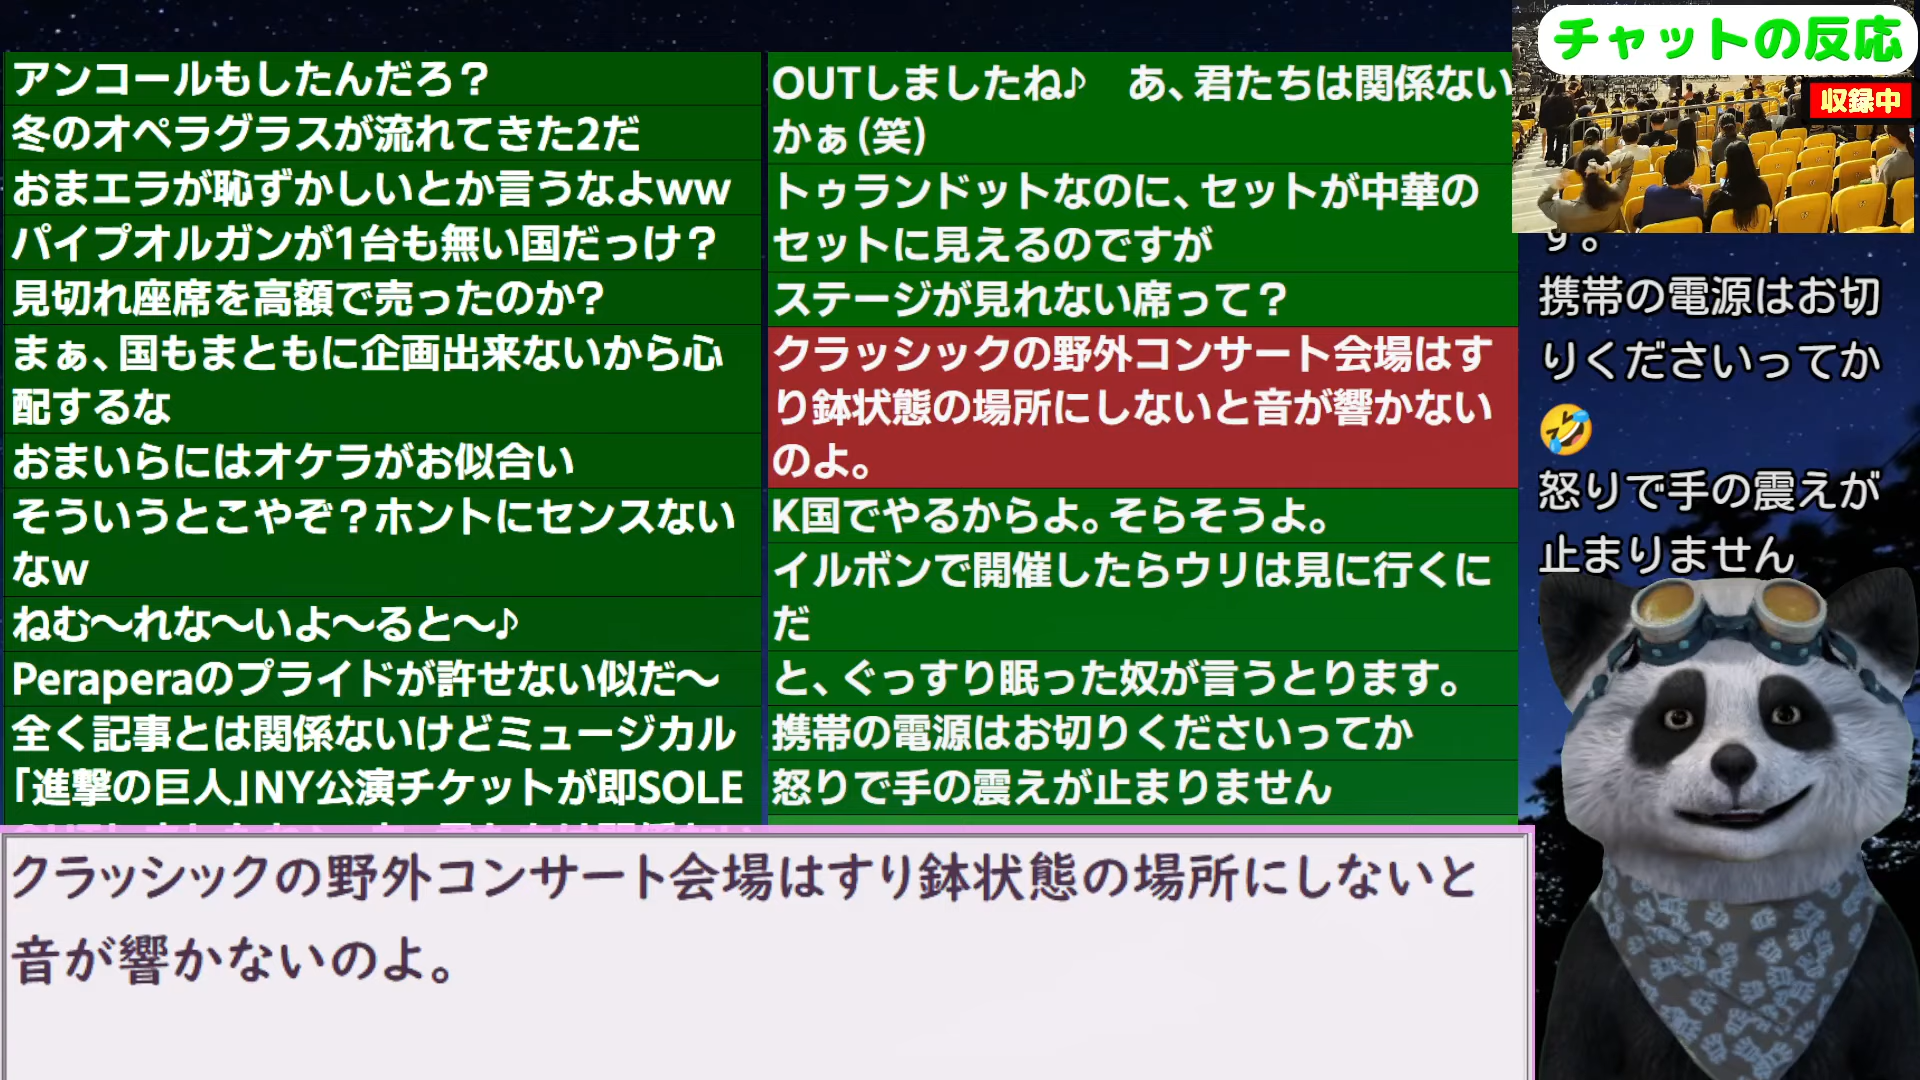 アンコールもしたんだろ？
冬のオペラグラスが流れてきた2だ
おまエラが恥ずかしいとか言うなよww
パイプオルガンが1台も無い国だっけ？
見切れ座席を高額で売ったのか?
まぁ、国もまともに企画出来ないから心
配するな
おまいらにはオケラがお似合い
そういうとこやぞ？ホントにセンスない
なw
ねむ～れな～いよ～ると～♪
Peraperaのプライドが許せない似だ～
全く記事とは関係ないけどミュージカル
「進撃の巨人」NY公演チケットが即SOLE
OUTしましたね♪　あ、君たちは関係ない
かぁ(笑)
トゥランドットなのに、セットが中華の
セットに見えるのですが
ステージが見れない席って？
クラッシックの野外コンサート会場はす
り鉢状態の場所にしないと音が響かない
のよ。
K国でやるからよ。そらそうよ。
イルボンで開催したらウリは見に行くに
だ
と、ぐっすり眠った奴が言うとります。
携帯の電源はお切りくださいってか
怒りで手の震えが止まりません
チャットの反応
収録中
す。
携帯の電源はお切
りくださいってか
🤣
怒りで手の震えが
止まりません
クラッシックの野外コンサート会場はすり鉢状態の場所にしないと
音が響かないのよ。